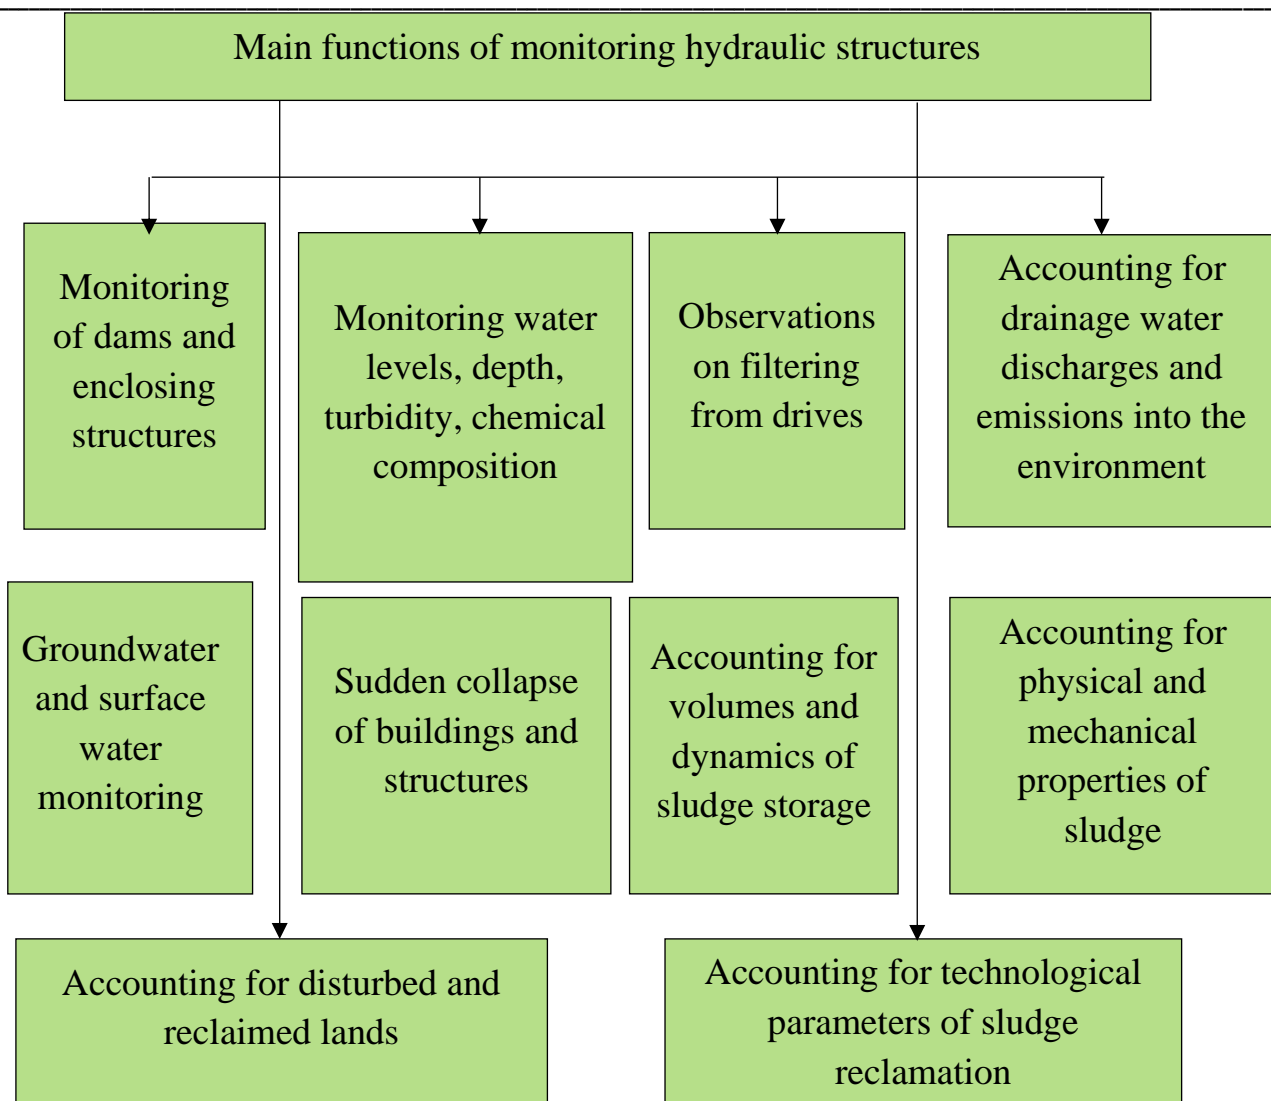 Main functions of monitoring hydraulic structures
Monitoring
of dams and
enclosing
structures
Monitoring water
levels, depth,
turbidity, chemical
composition
Observations
on filtering
from drives
Accounting for
drainage water
discharges and
emissions into the
environment
Groundwater
and surface
water
monitoring
Sudden collapse
of buildings and
structures
Accounting for
volumes and
dynamics of
sludge storage
Accounting for
physical and
mechanical
properties of
sludge
Accounting for disturbed and
reclaimed lands
Accounting for technological
parameters of sludge
reclamation